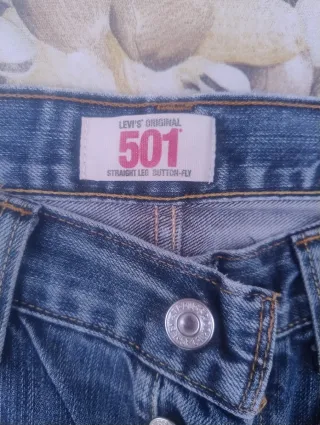 LEVI'S® ORIGINAL
501®
STRAIGHT LEG BUTTON-FLY